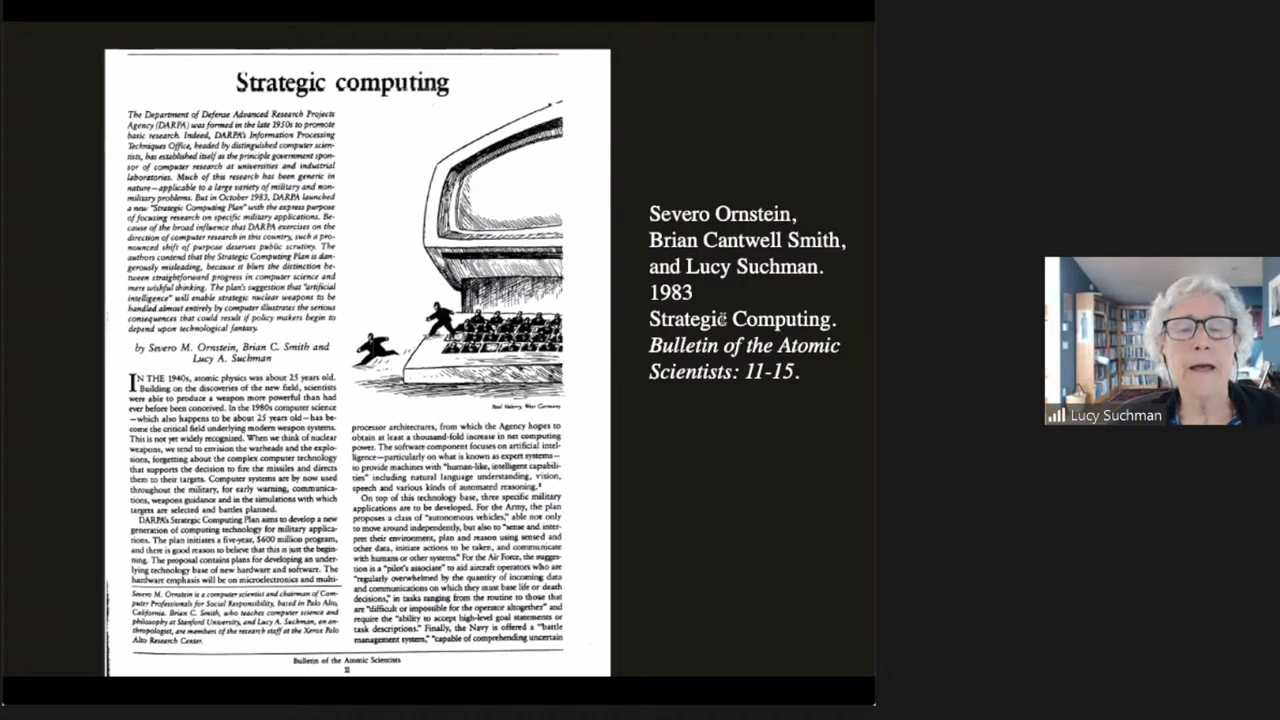 Strategic computing
The Department of Defense Advanced Research Projects
Agency (DARPA) was formed in the late 1950s to promote
basic research. Indeed, DARPA's Information Processing
Techniques Office, headed by distinguished computer scien-
tists, has established itself as the principle government spon-
sor of computer research at universities and industrial
laboratories. Much of this research has been generic in
nature—applicable to a large variety of military and non-
military problems. But in October 1983, DARPA launched
a new "Strategic Computing Plan" with the express purpose
of focusing research on specific military applications. Be-
cause of the broad influence that DARPA exercises on the
direction of computer research in this country, such a pro-
nounced shift of purpose deserves public scrutiny. The
authors contend that the Strategic Computing Plan is dan-
gerously misleading, because it blurs the distinction be-
tween straightforward progress in computer science and
mere wishful thinking. The plan's suggestion that "artificial
intelligence" will enable strategic nuclear weapons to be
handled almost entirely by computer illustrates the serious
consequences that could result if policy makers begin to
depend upon technological fantasy.
by Severo M. Ornstein, Brian C. Smith and
Lucy A. Suchman
IN THE 1940s, atomic physics was about 25 years old.
Building on the discoveries of the new field, scientists
were able to produce a weapon more powerful than had
ever before been conceived. In the 1980s computer science
—which also happens to be about 25 years old—has be-
come the critical field underlying modern weapon systems.
This is not yet widely recognized. When we think of nuclear
weapons, we tend to envision the warheads and the explo-
sions, forgetting about the complex computer technology
that supports the decision to fire the missiles and directs
them to their targets. Computer systems are by now used
throughout the military, for early warning, communica-
tions, weapons guidance and in the simulations with which
targets are selected and battles planned.
DARPA's Strategic Computing Plan aims to develop a new
generation of computing technology for military applica-
tions. The plan initiates a five-year, $600 million program,
and there is good reason to believe that this is just the begin-
ning. The proposal contains plans for developing an under-
lying technology base of new hardware and software. The
hardware emphasis will be on microelectronics and multi-
Severo M. Ornstein is a computer scientist and chairman of Com-
puter Professionals for Social Responsibility, based in Palo Alto,
California. Brian C. Smith, who teaches computer science and
philosophy at Stanford University, and Lucy A. Suchman, an an-
thropologist, are members of the research staff at the Xerox Palo
Alto Research Center.
West Germany
processor architectures, from which the Agency hopes to
obtain at least a thousand-fold increase in net computing
power. The software component focuses on artificial intel-
ligence—particularly on what is known as expert systems—
to provide machines with "human-like, intelligent capabili-
ties" including natural language understanding, vision,
speech and various kinds of automated reasoning.¹
On top of this technology base, three specific military
applications are to be developed. For the Army, the plan
proposes a class of "autonomous vehicles," able not only
to move around independently, but also to "sense and inter-
pret their environment, plan and reason using sensed and
other data, initiate actions to be taken, and communicate
with humans or other systems." For the Air Force, the sugges-
tion is a "pilot's associate" to aid aircraft operators who are
"regularly overwhelmed by the quantity of incoming data
and communications on which they must base life or death
decisions," in tasks ranging from the routine to those that
are "difficult or impossible for the operator altogether" and
require the "ability to accept high-level goal statements or
task descriptions." Finally, the Navy is offered a "battle
management system," "capable of comprehending uncertain
Bulletin of the Atomic Scientists
11
Severo Ornstein,
Brian Cantwell Smith,
and Lucy Suchman.
1983
Strategic Computing.
Bulletin of the Atomic
Scientists: 11-15.
Lucy Suchman